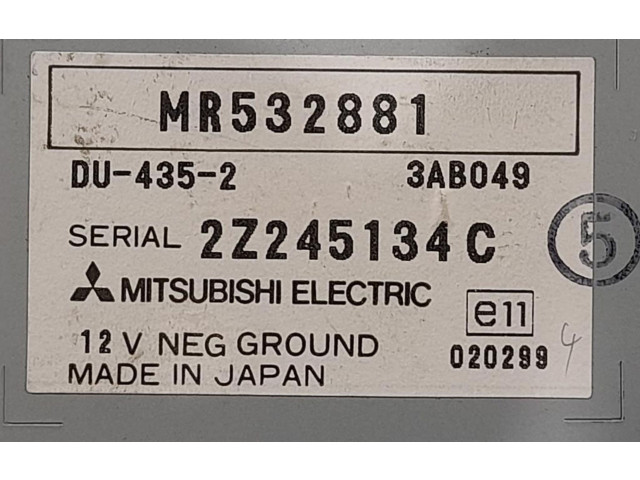 MR532881
DU-435-2 3AB049
SERIAL 2Z245134C
5
MITSUBISHI ELECTRIC
e11
12 V NEG GROUND
020299 4
MADE IN JAPAN